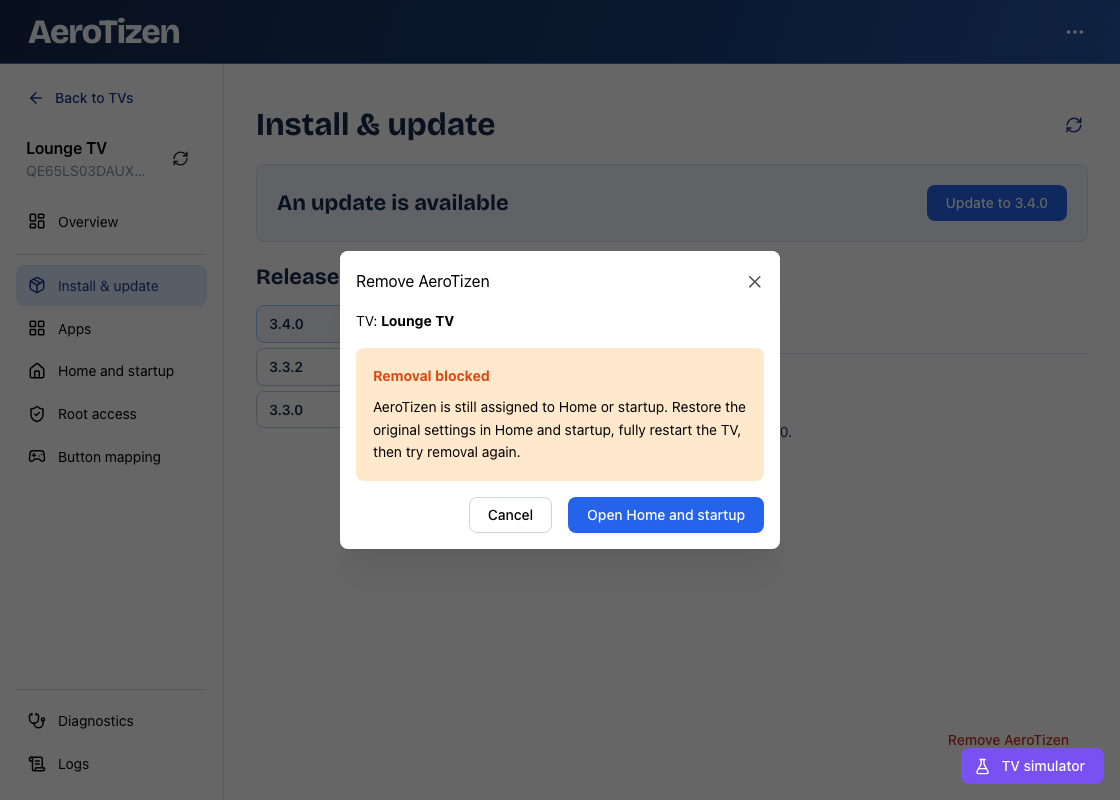 AeroTizen
Back to TVs
Lounge TV
QE65LS03DAUX...
Overview
Install & update
Apps
Home and startup
Root access
Button mapping
Diagnostics
Logs
Install & update
An update is available
Update to 3.4.0
Release
3.4.0
3.3.2
3.3.0
0.
Remove AeroTizen
TV: Lounge TV
Removal blocked
AeroTizen is still assigned to Home or startup. Restore the
original settings in Home and startup, fully restart the TV,
then try removal again.
Cancel
Open Home and startup
Remove AeroTizen
TV simulator